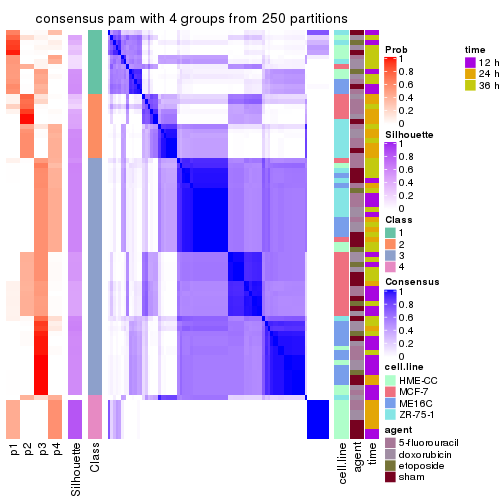 consensus pam with 4 groups from 250 partitions
Prob
1
0.8
0.6
0.4
0.2
0
time
12 h
24 h
36 h
Silhouette
1
0.8
0.6
0.4
0.2
0
Class
1
2
3
4
Consensus
1
0.8
0.6
0.4
0.2
0
cell.line
HME-CC
MCF-7
ME16C
ZR-75-1
agent
5-fluorouracil
doxorubicin
etoposide
sham
p1
p2
p3
p4
Silhouette
Class
cell.line
agent
time